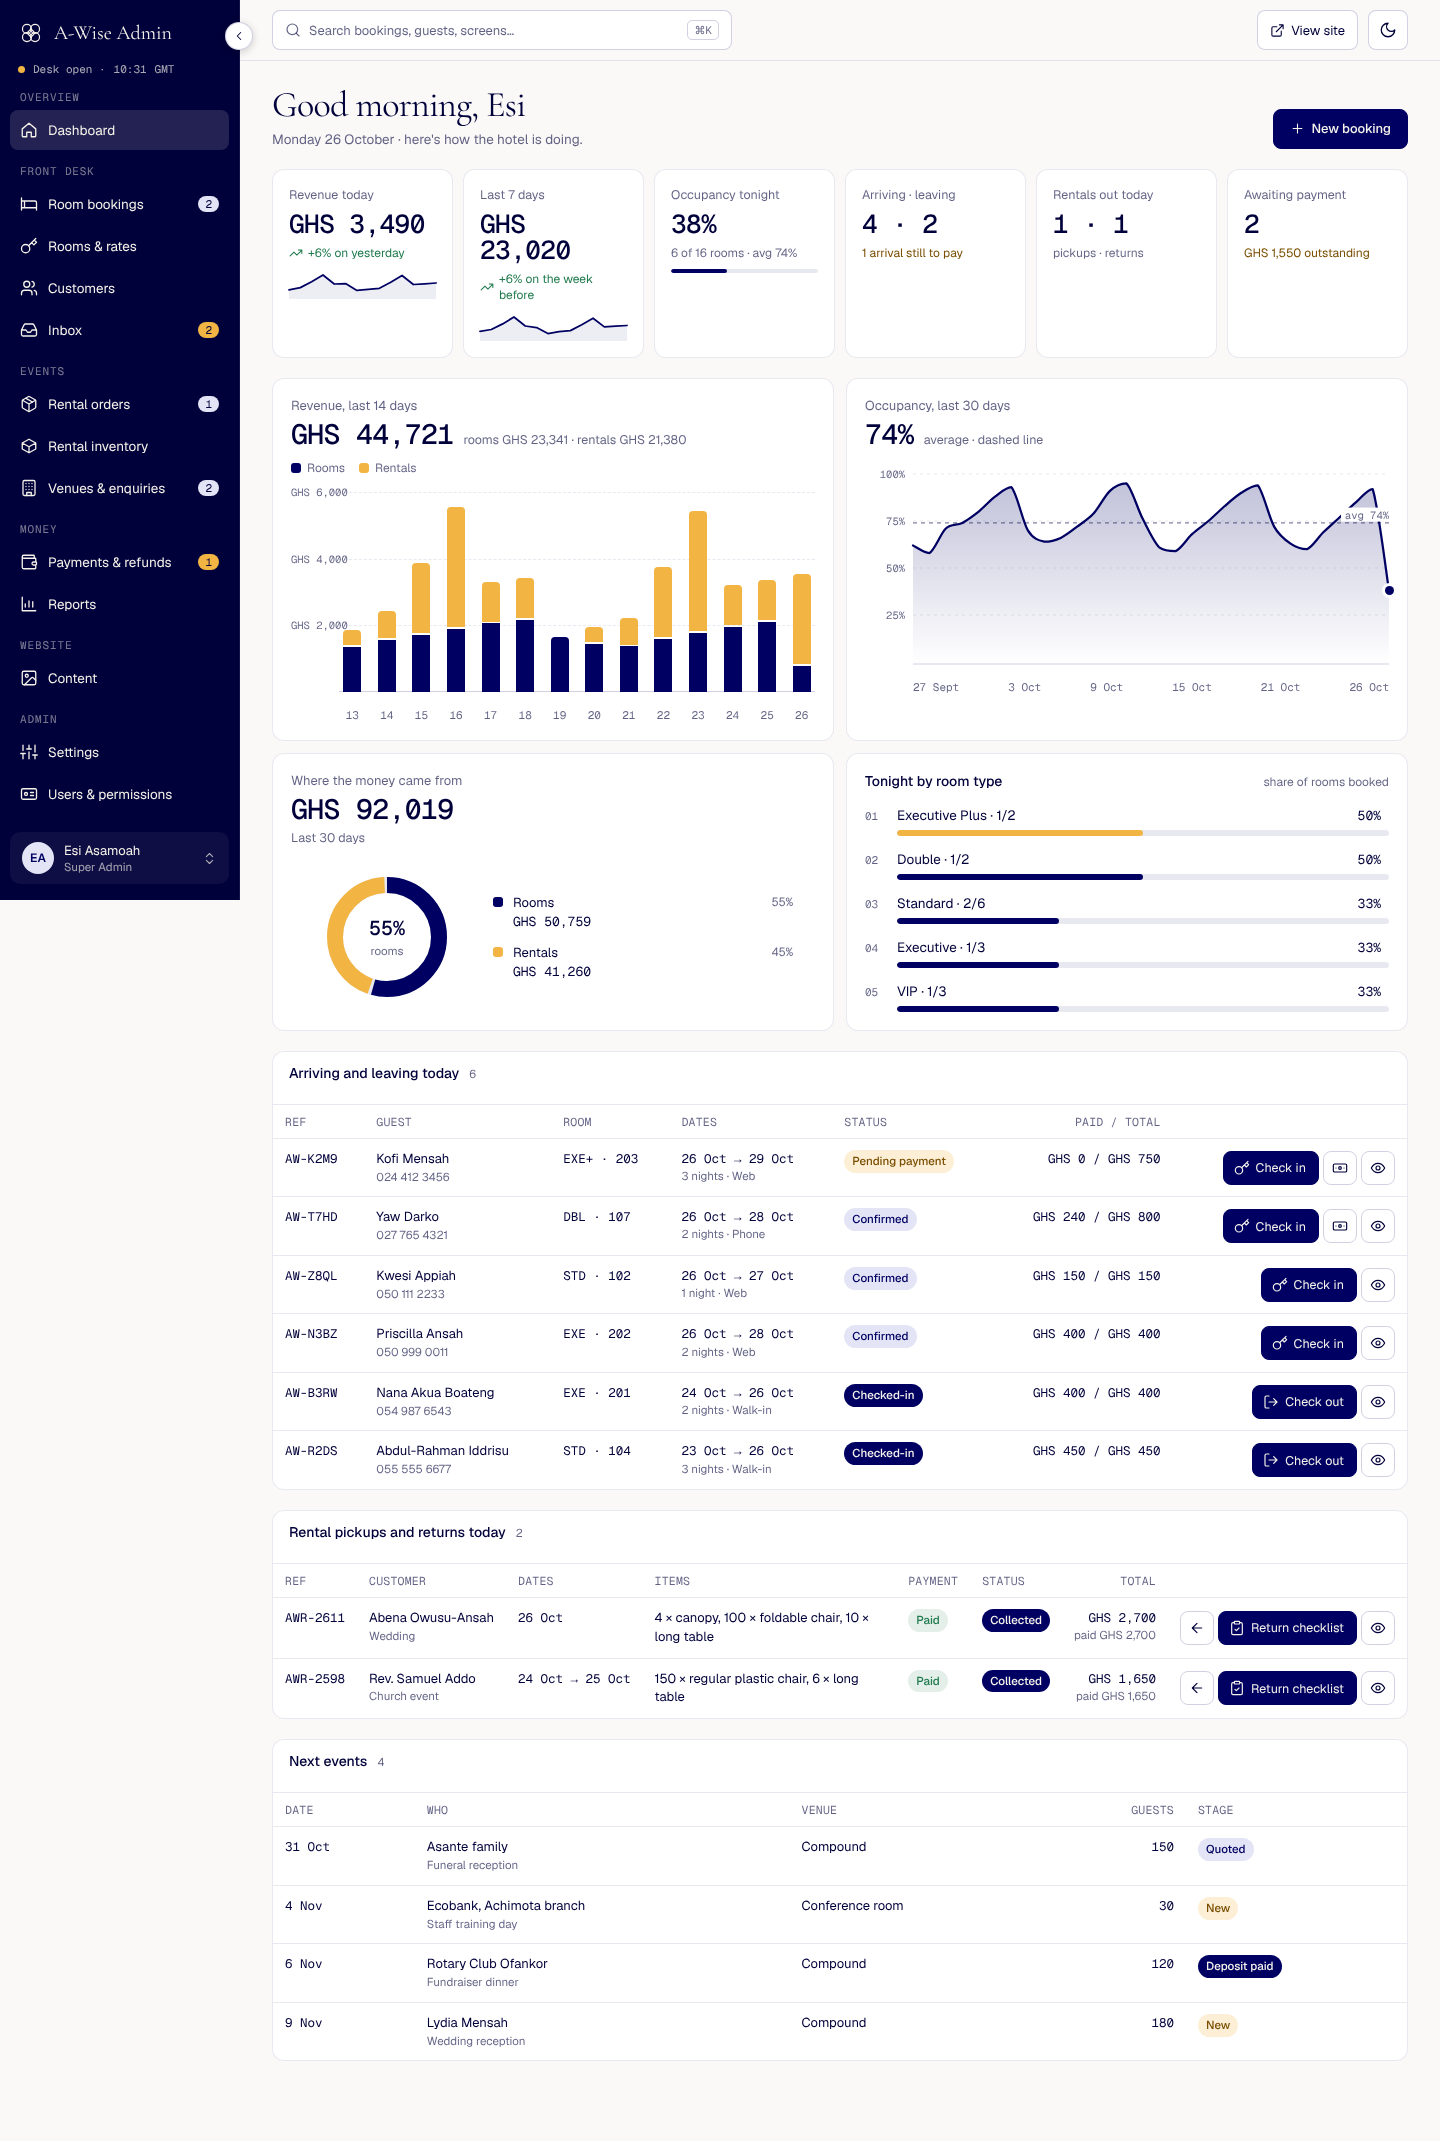 A-Wise Admin
Desk open · 10:31 GMT
OVERVIEW
Dashboard
FRONT DESK
Room bookings 2
Rooms & rates
Customers
Inbox 2
EVENTS
Rental orders 1
Rental inventory
Venues & enquiries 2
MONEY
Payments & refunds 1
Reports
WEBSITE
Content
ADMIN
Settings
Users & permissions
EA Esi Asamoah
Super Admin
Search bookings, guests, screens... ⌘K
View site
Good morning, Esi
Monday 26 October · here's how the hotel is doing.
New booking
Revenue today
GHS 3,490
+6% on yesterday
Last 7 days
GHS
23,020
+6% on the week
before
Occupancy tonight
38%
6 of 16 rooms · avg 74%
Arriving · leaving
4 · 2
1 arrival still to pay
Rentals out today
1 · 1
pickups · returns
Awaiting payment
2
GHS 1,550 outstanding
Revenue, last 14 days
GHS 44,721 rooms GHS 23,341 · rentals GHS 21,380
Rooms Rentals
GHS 6,000
GHS 4,000
GHS 2,000
13 14 15 16 17 18 19 20 21 22 23 24 25 26
Occupancy, last 30 days
74% average · dashed line
100%
75%
avg 74%
50%
25%
27 Sept 3 Oct 9 Oct 15 Oct 21 Oct 26 Oct
Where the money came from
GHS 92,019
Last 30 days
55%
rooms
Rooms 55%
GHS 50,759
Rentals 45%
GHS 41,260
Tonight by room type share of rooms booked
01 Executive Plus · 1/2 50%
02 Double · 1/2 50%
03 Standard · 2/6 33%
04 Executive · 1/3 33%
05 VIP · 1/3 33%
Arriving and leaving today 6
REF GUEST ROOM DATES STATUS PAID / TOTAL
AW-K2M9 Kofi Mensah EXE+ · 203 26 Oct → 29 Oct Pending payment GHS 0 / GHS 750 Check in
024 412 3456 3 nights · Web
AW-T7HD Yaw Darko DBL · 107 26 Oct → 28 Oct Confirmed GHS 240 / GHS 800 Check in
027 765 4321 2 nights · Phone
AW-Z8QL Kwesi Appiah STD · 102 26 Oct → 27 Oct Confirmed GHS 150 / GHS 150 Check in
050 111 2233 1 night · Web
AW-N3BZ Priscilla Ansah EXE · 202 26 Oct → 28 Oct Confirmed GHS 400 / GHS 400 Check in
050 999 0011 2 nights · Web
AW-B3RW Nana Akua Boateng EXE · 201 24 Oct → 26 Oct Checked-in GHS 400 / GHS 400 Check out
054 987 6543 2 nights · Walk-in
AW-R2DS Abdul-Rahman Iddrisu STD · 104 23 Oct → 26 Oct Checked-in GHS 450 / GHS 450 Check out
055 555 6677 3 nights · Walk-in
Rental pickups and returns today 2
REF CUSTOMER DATES ITEMS PAYMENT STATUS TOTAL
AWR-2611 Abena Owusu-Ansah 26 Oct 4 × canopy, 100 × foldable chair, 10 × Paid Collected GHS 2,700 Return checklist
Wedding long table paid GHS 2,700
AWR-2598 Rev. Samuel Addo 24 Oct → 25 Oct 150 × regular plastic chair, 6 × long Paid Collected GHS 1,650 Return checklist
Church event table paid GHS 1,650
Next events 4
DATE WHO VENUE GUESTS STAGE
31 Oct Asante family Compound 150 Quoted
Funeral reception
4 Nov Ecobank, Achimota branch Conference room 30 New
Staff training day
6 Nov Rotary Club Ofankor Compound 120 Deposit paid
Fundraiser dinner
9 Nov Lydia Mensah Compound 180 New
Wedding reception